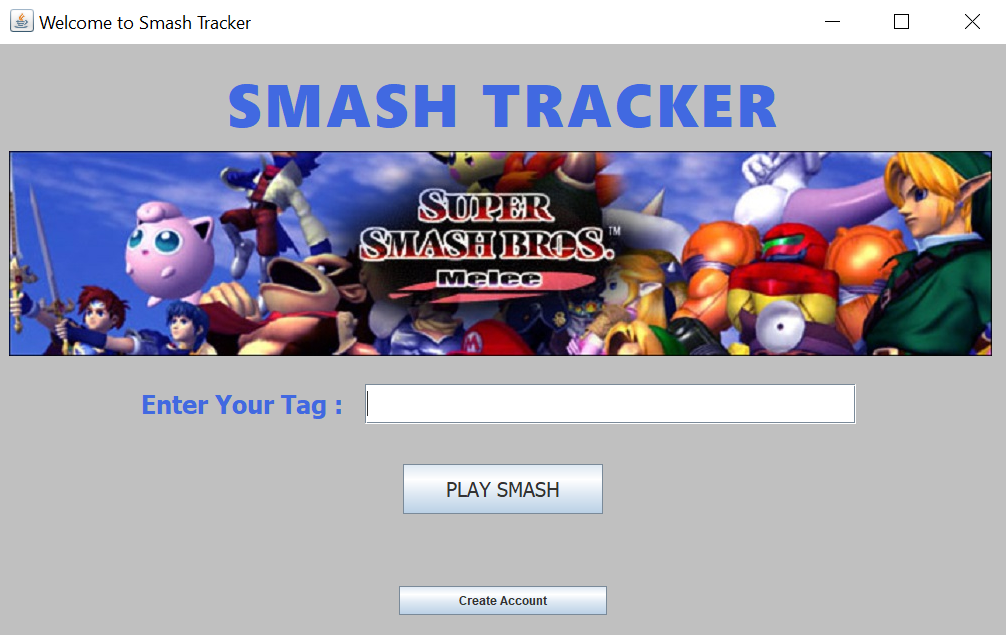 Welcome to Smash Tracker
SMASH TRACKER
SUPER
SMASH BROS.™
Melee
Enter Your Tag :
PLAY SMASH
Create Account